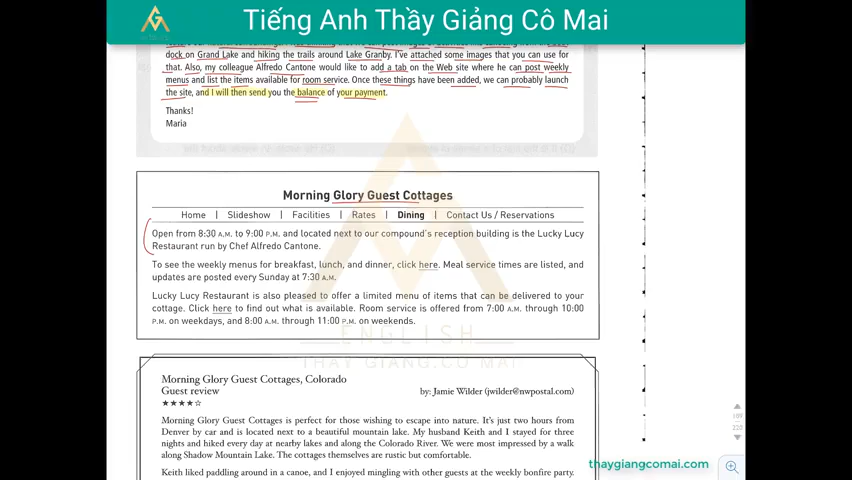 Tiếng Anh Thầy Giảng Cô Mai
dock on Grand Lake and hiking the trails around Lake Granby. I've attached some images that you can use for
that. Also, my colleague Alfredo Cantone would like to add a tab on the Web site where he can post weekly
menus and list the items available for room service. Once these things have been added, we can probably launch
the site, and I will then send you the balance of your payment.
Thanks!
Maria
Morning Glory Guest Cottages
Home | Slideshow | Facilities | Rates | Dining | Contact Us / Reservations
Open from 8:30 A.M. to 9:00 P.M. and located next to our compound's reception building is the Lucky Lucy
Restaurant run by Chef Alfredo Cantone.
To see the weekly menus for breakfast, lunch, and dinner, click here. Meal service times are listed, and
updates are posted every Sunday at 7:30 A.M.
Lucky Lucy Restaurant is also pleased to offer a limited menu of items that can be delivered to your
cottage. Click here to find out what is available. Room service is offered from 7:00 A.M. through 10:00
P.M. on weekdays, and 8:00 A.M. through 11:00 P.M. on weekends.
ENGLISH
THAY GIANG.CO MAI
Morning Glory Guest Cottages, Colorado
Guest review by: Jamie Wilder (jwilder@nwpostal.com)
★★★★☆
Morning Glory Guest Cottages is perfect for those wishing to escape into nature. It's just two hours from
Denver by car and is located next to a beautiful mountain lake. My husband Keith and I stayed for three
nights and hiked every day at nearby lakes and along the Colorado River. We were most impressed by a walk
along Shadow Mountain Lake. The cottages themselves are rustic but comfortable.
Keith liked paddling around in a canoe, and I enjoyed mingling with other guests at the weekly bonfire party.
thaygiangcomai.com